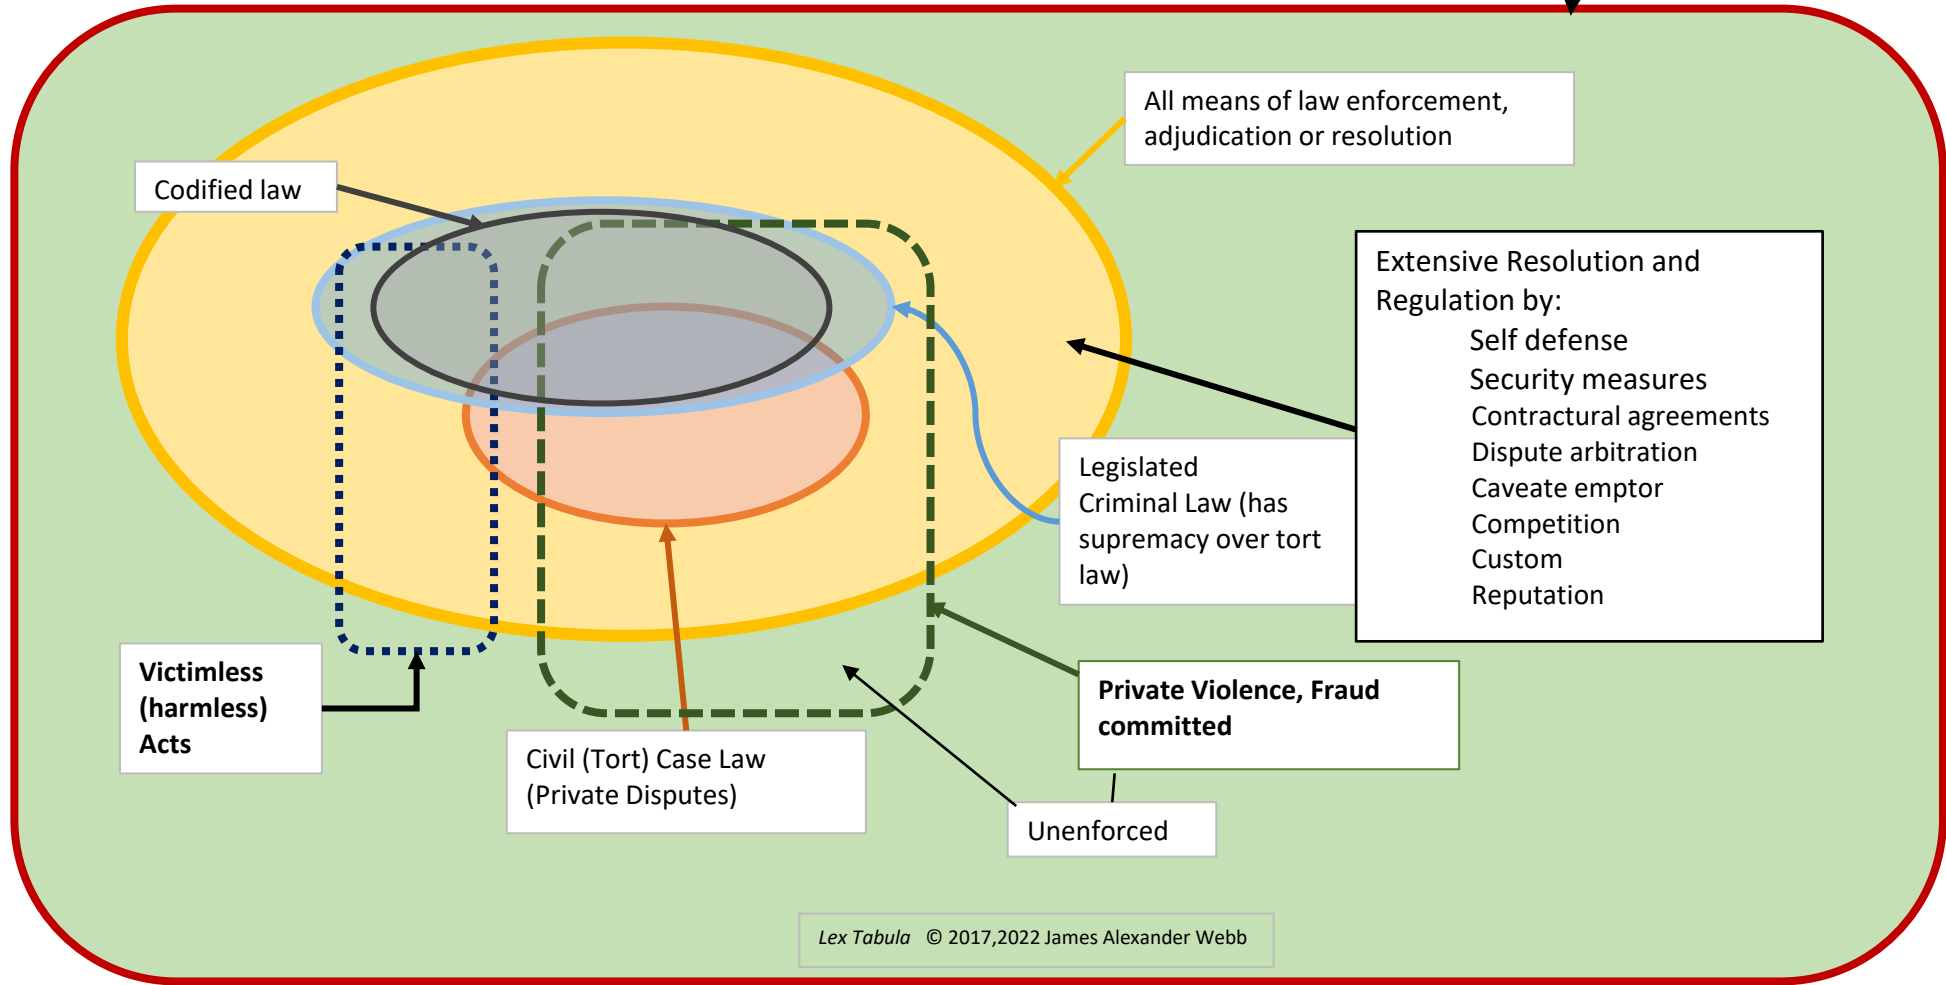 All means of law enforcement,
adjudication or resolution
Codified law
Extensive Resolution and
Regulation by:
Self defense
Security measures
Contractural agreements
Dispute arbitration
Caveate emptor
Competition
Custom
Reputation
Legislated
Criminal Law (has
supremacy over tort
law)
Victimless
(harmless)
Acts
Private Violence, Fraud
committed
Civil (Tort) Case Law
(Private Disputes)
Unenforced
Lex Tabula © 2017,2022 James Alexander Webb